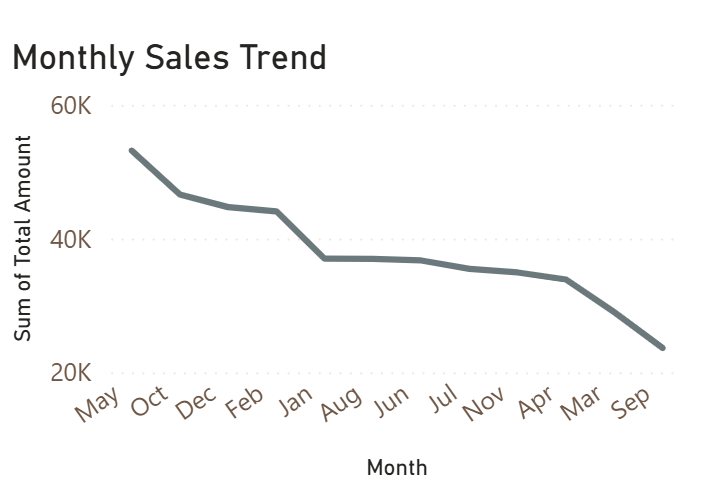 Monthly Sales Trend
60K
40K
20K
Sum of Total Amount
May Oct Dec Feb Jan Aug Jun Jul Nov Apr Mar Sep
Month